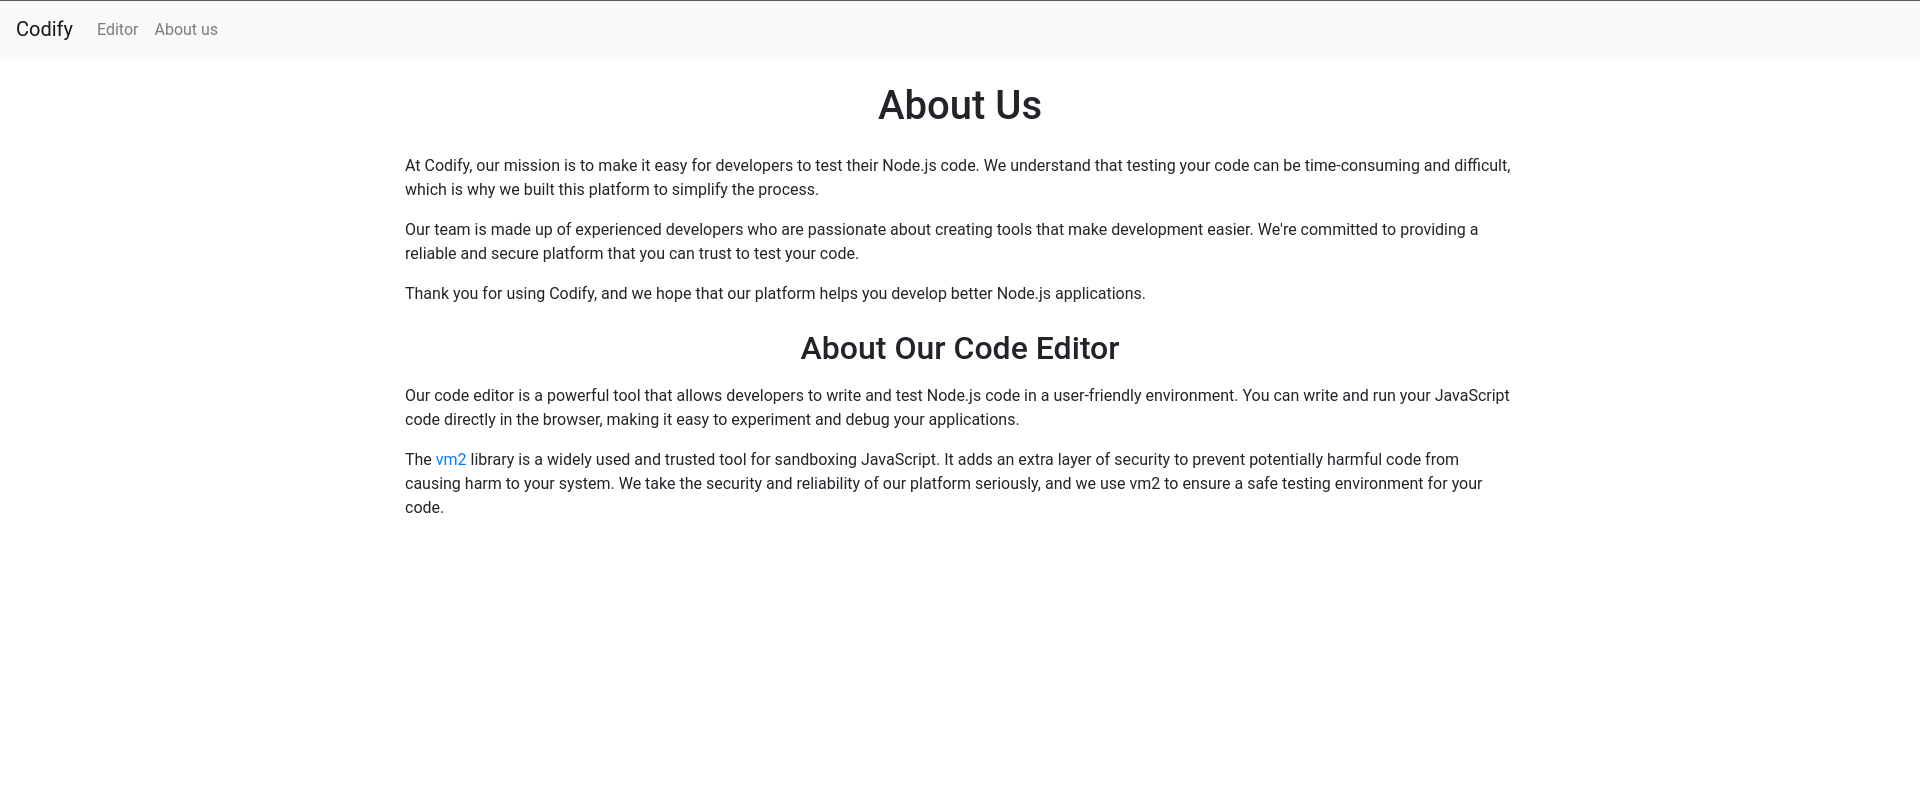 Codify Editor About us
About Us
At Codify, our mission is to make it easy for developers to test their Node.js code. We understand that testing your code can be time-consuming and difficult,
which is why we built this platform to simplify the process.
Our team is made up of experienced developers who are passionate about creating tools that make development easier. We're committed to providing a
reliable and secure platform that you can trust to test your code.
Thank you for using Codify, and we hope that our platform helps you develop better Node.js applications.
About Our Code Editor
Our code editor is a powerful tool that allows developers to write and test Node.js code in a user-friendly environment. You can write and run your JavaScript
code directly in the browser, making it easy to experiment and debug your applications.
The vm2 library is a widely used and trusted tool for sandboxing JavaScript. It adds an extra layer of security to prevent potentially harmful code from
causing harm to your system. We take the security and reliability of our platform seriously, and we use vm2 to ensure a safe testing environment for your
code.